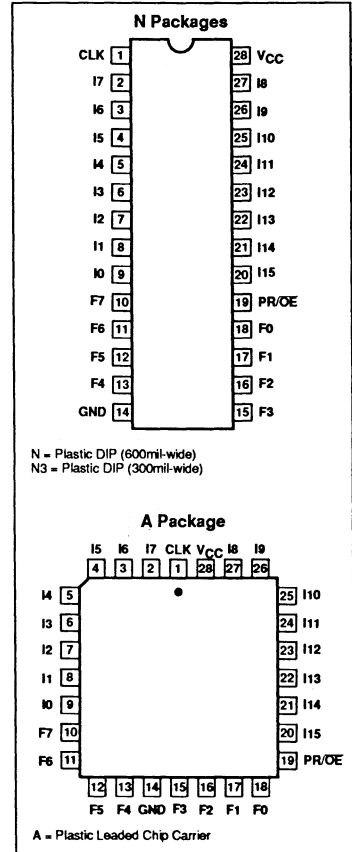 N Packages
CLK 1 28 VCC
I7 2 27 I8
I6 3 26 I9
I5 4 25 I10
I4 5 24 I11
I3 6 23 I12
I2 7 22 I13
I1 8 21 I14
I0 9 20 I15
F7 10 19 PR/OE
F6 11 18 F0
F5 12 17 F1
F4 13 16 F2
GND 14 15 F3
N = Plastic DIP (600mil-wide)
N3 = Plastic DIP (300mil-wide)
A Package
I5 I6 I7 CLK VCC I8 I9
4 3 2 1 28 27 26
I4 5 25 I10
I3 6 24 I11
I2 7 23 I12
I1 8 22 I13
I0 9 21 I14
F7 10 20 I15
F6 11 19 PR/OE
12 13 14 15 16 17 18
F5 F4 GND F3 F2 F1 F0
A = Plastic Leaded Chip Carrier